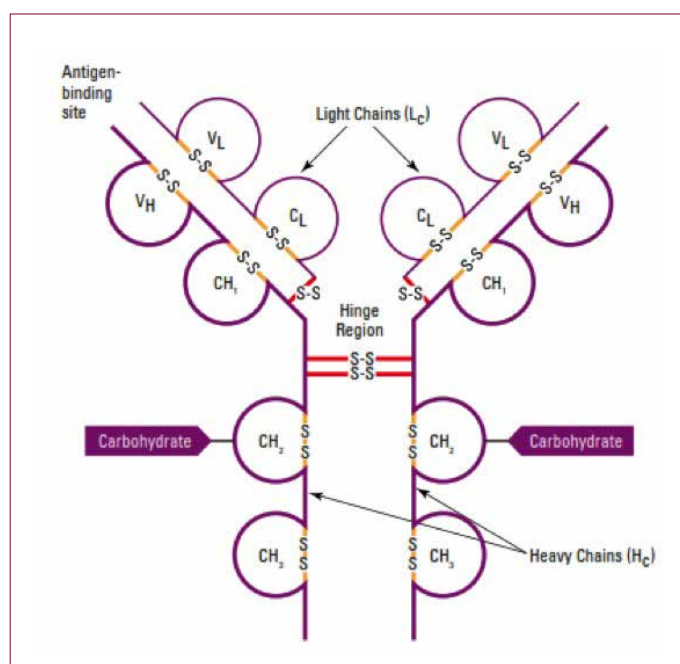 Antigen-
binding
site
Light Chains (LC)
VL
VL
S-S
S-S
VH
VH
S-S
S-S
CL
CL
S-S
S-S
CH1
CH1
S-S
S-S
S-S
S-S
Hinge
Region
S-S
S-S
Carbohydrate
CH2
S
S
S
S
CH2
Carbohydrate
CH3
S
S
S
S
CH3
Heavy Chains (HC)